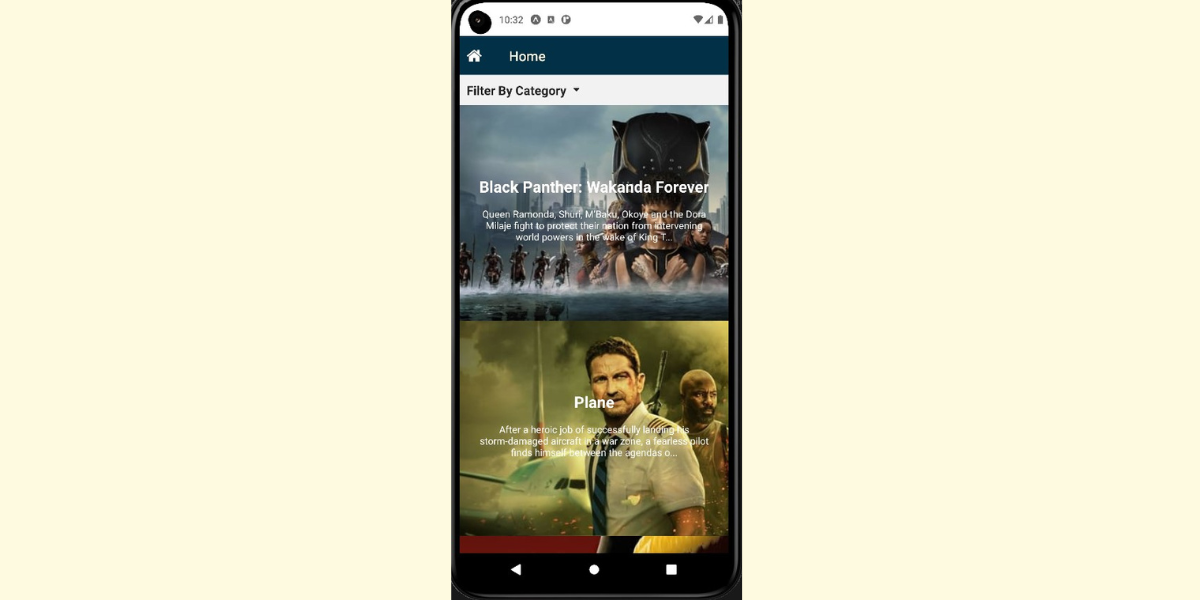 10:32
Home
Filter By Category
Black Panther: Wakanda Forever
Queen Ramonda, Shuri, M'Baku, Okoye and the Dora
Milaje fight to protect their nation from intervening
world powers in the wake of King T...
Plane
After a heroic job of successfully landing his
storm-damaged aircraft in a war zone, a fearless pilot
finds himself between the agendas o...